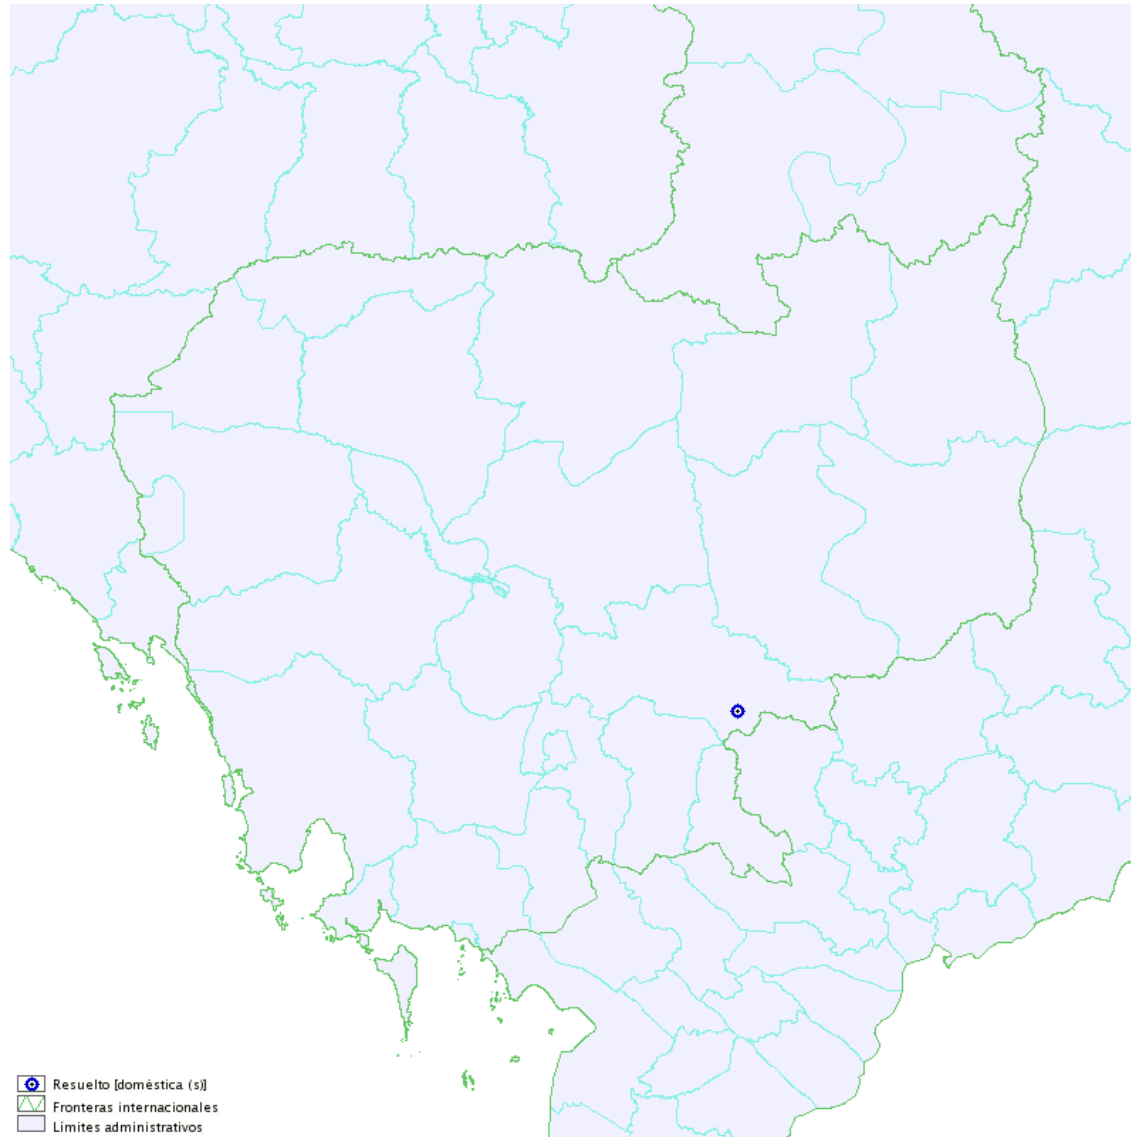 Resuelto [doméstica (s)]
Fronteras internacionales
Límites administrativos